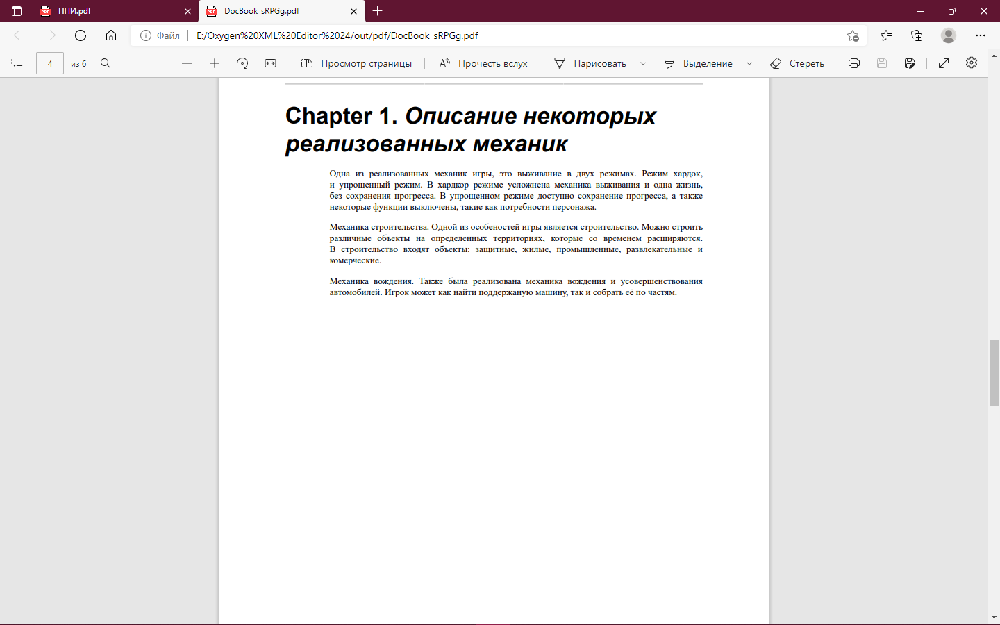 ППИ.pdf
DocBook_sRPGg.pdf
Файл
E:/Oxygen%20XML%20Editor%2024/out/pdf/DocBook_sRPGg.pdf
4
из 6
Просмотр страницы
Прочесть вслух
Нарисовать
Выделение
Стереть
Chapter 1. Описание некоторых
реализованных механик
Одна из реализованных механик игры, это выживание в двух режимах. Режим хардок,
и упрощенный режим. В хардкор режиме усложнена механика выживания и одна жизнь,
без сохранения прогресса. В упрощенном режиме доступно сохранение прогресса, а также
некоторые функции выключены, такие как потребности персонажа.
Механика строительства. Одной из особеностей игры является строительство. Можно строить
различные объекты на определенных территориях, которые со временем расширяются.
В строительство входят объекты: защитные, жилые, промышленные, развлекательные и
комерческие.
Механика вождения. Также была реализована механика вождения и усовершенствования
автомобилей. Игрок может как найти поддержаную машину, так и собрать её по частям.